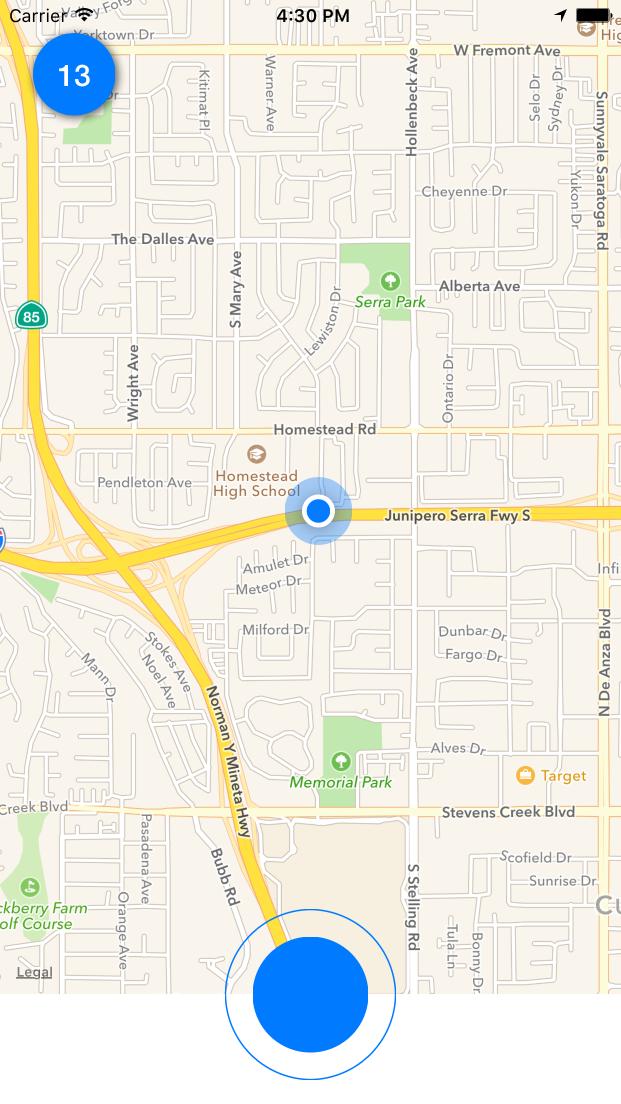 Carrier
4:30 PM
Valley Forg
Yorktown Dr
W Fremont Ave
Hig
13
Dr
Kitimat Pl
Warner Ave
Hollenbeck Ave
Selo Dr
Sydney Dr
Sunnyvale Saratoga Rd
Cheyenne Dr
Yukon Dr
The Dalles Ave
S Mary Ave
Alberta Ave
Serra Park
85
Lewiston Dr
Wright Ave
Ontario Dr
Homestead Rd
Homestead
High School
Pendleton Ave
Junipero Serra Fwy S
Amulet Dr
Meteor Dr
Infi
Milford Dr
Dunbar Dr
Fargo Dr
N De Anza Blvd
Stokes Ave
Noel Ave
Mann Dr
Norman Y Mineta Hwy
Alves Dr
Memorial Park
Target
Creek Blvd
Stevens Creek Blvd
Pasadena Ave
Bubb Rd
Scofield Dr
S Stelling Rd
Sunrise Dr
ckberry Farm
olf Course
Orange Ave
Cu
Tula Ln
Bonny Dr
Legal